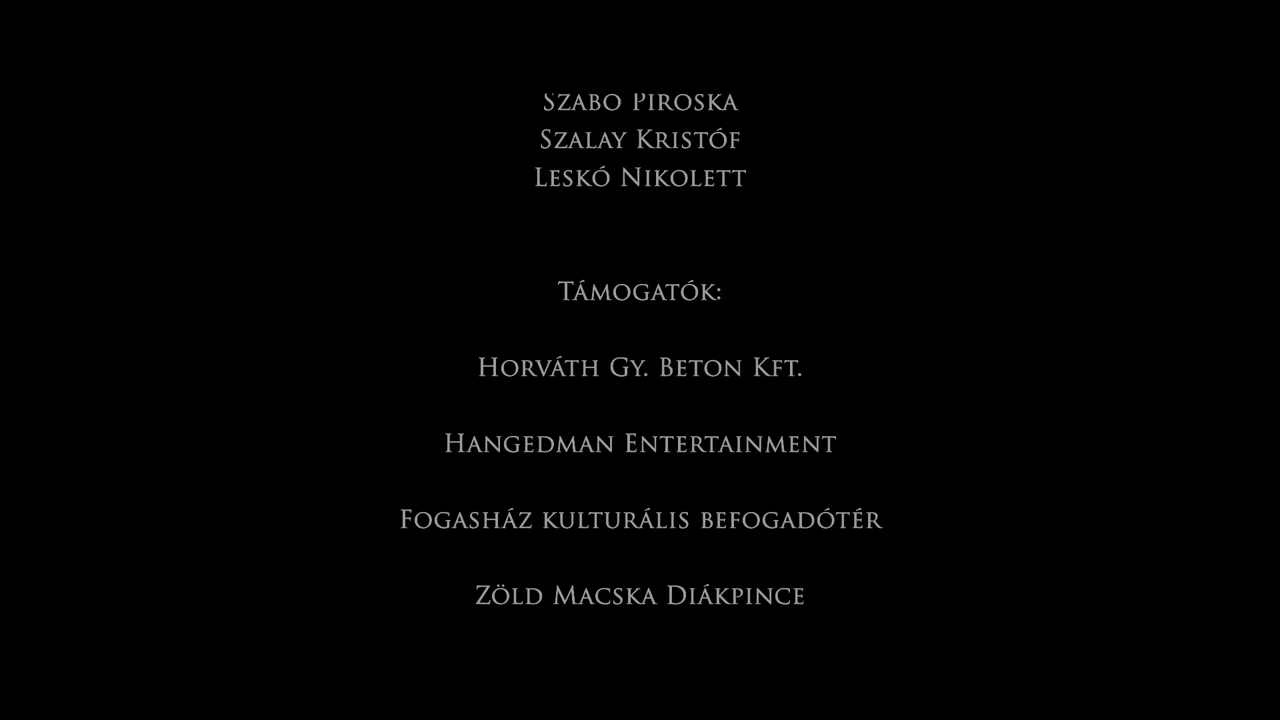 Szabo Piroska
Szalay Kristóf
Leskó Nikolett
Támogatók:
Horváth Gy. Beton Kft.
Hangedman Entertainment
Fogasház kulturális befogadótér
Zöld Macska Diákpince